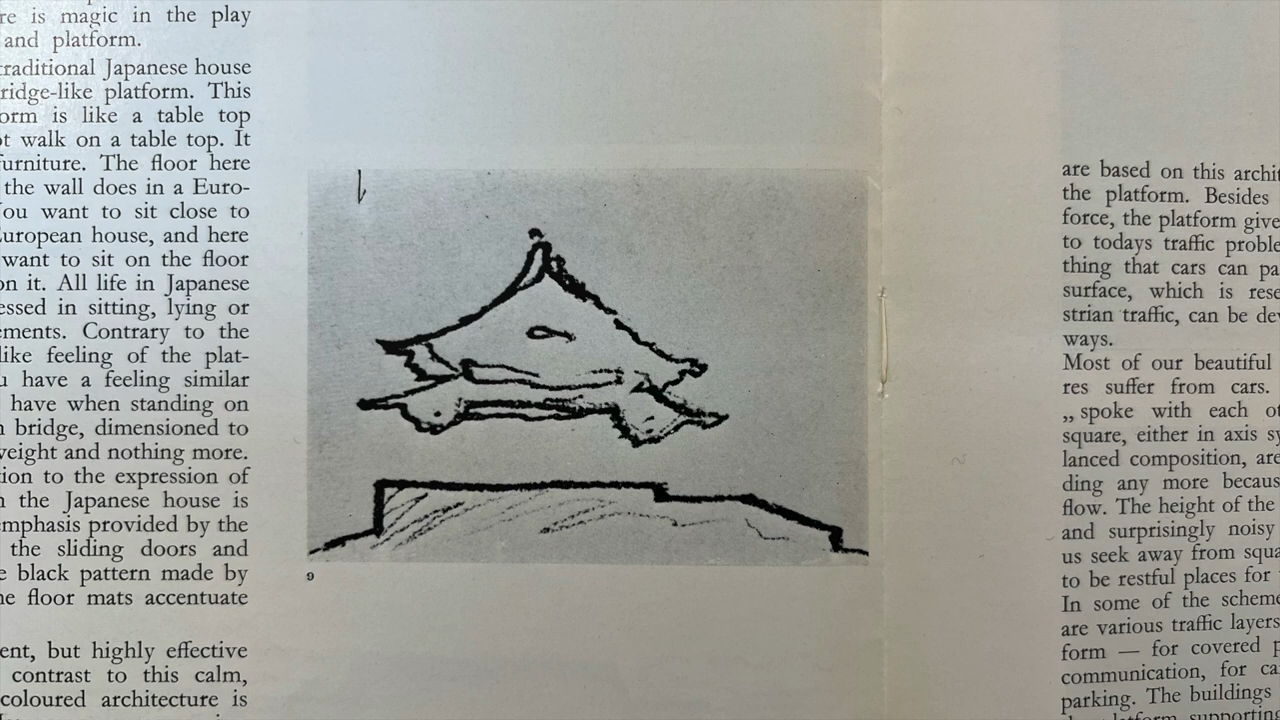 re is magic in the play
and platform.
traditional Japanese house
ridge-like platform. This
orm is like a table top
ot walk on a table top. It
furniture. The floor here
the wall does in a Euro-
You want to sit close to
European house, and here
want to sit on the floor
on it. All life in Japanese
essed in sitting, lying or
ements. Contrary to the
like feeling of the plat-
u have a feeling similar
have when standing on
n bridge, dimensioned to
weight and nothing more.
tion to the expression of
n the Japanese house is
emphasis provided by the
the sliding doors and
e black pattern made by
he floor mats accentuate
ent, but highly effective
contrast to this calm,
coloured architecture is
9
are based on this archit
the platform. Besides
force, the platform give
to todays traffic proble
thing that cars can pa
surface, which is rese
strian traffic, can be dev
ways.
Most of our beautiful
res suffer from cars.
„spoke with each ot
square, either in axis sy
lanced composition, are
ding any more becaus
flow. The height of the
and surprisingly noisy
us seek away from squa
to be restful places for
In some of the scheme
are various traffic layers
form — for covered p
communication, for ca
parking. The buildings
platform supporting